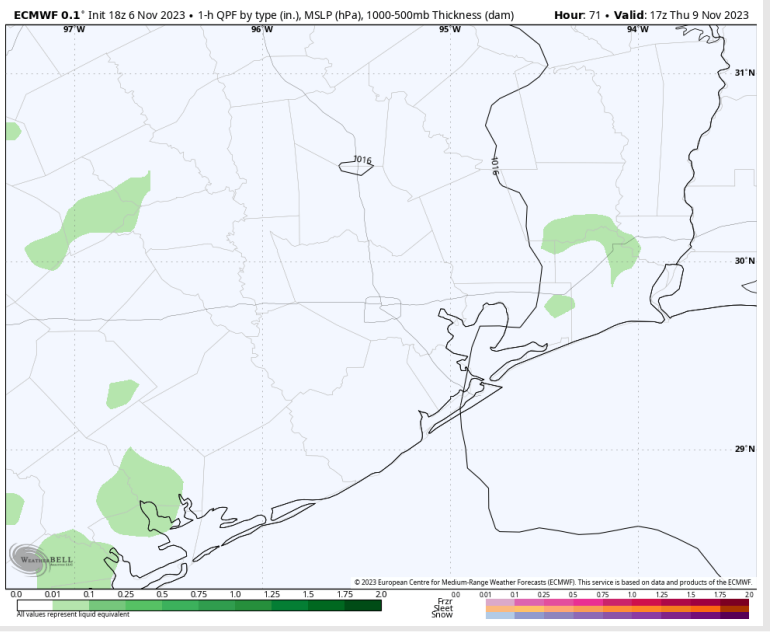 ECMWF 0.1° Init 18z 6 Nov 2023 • 1-h QPF by type (in.), MSLP (hPa), 1000-500mb Thickness (dam) Hour: 71 • Valid: 17z Thu 9 Nov 2023
97°W 96°W 95°W 94°W
31°N
1016 1016
30°N
29°N
WEATHERBELL
© 2023 European Centre for Medium-Range Weather Forecasts (ECMWF). This service is based on data and products of the ECMWF.
0.0 0.01 0.1 0.25 0.5 0.75 1.0 1.25 1.5 1.75 2.0 0.0 .001 0.1 0.25 0.5 0.75 1.0 1.25 1.5 1.75 2.0
All values represent liquid equivalent
Frzr
Sleet
Snow